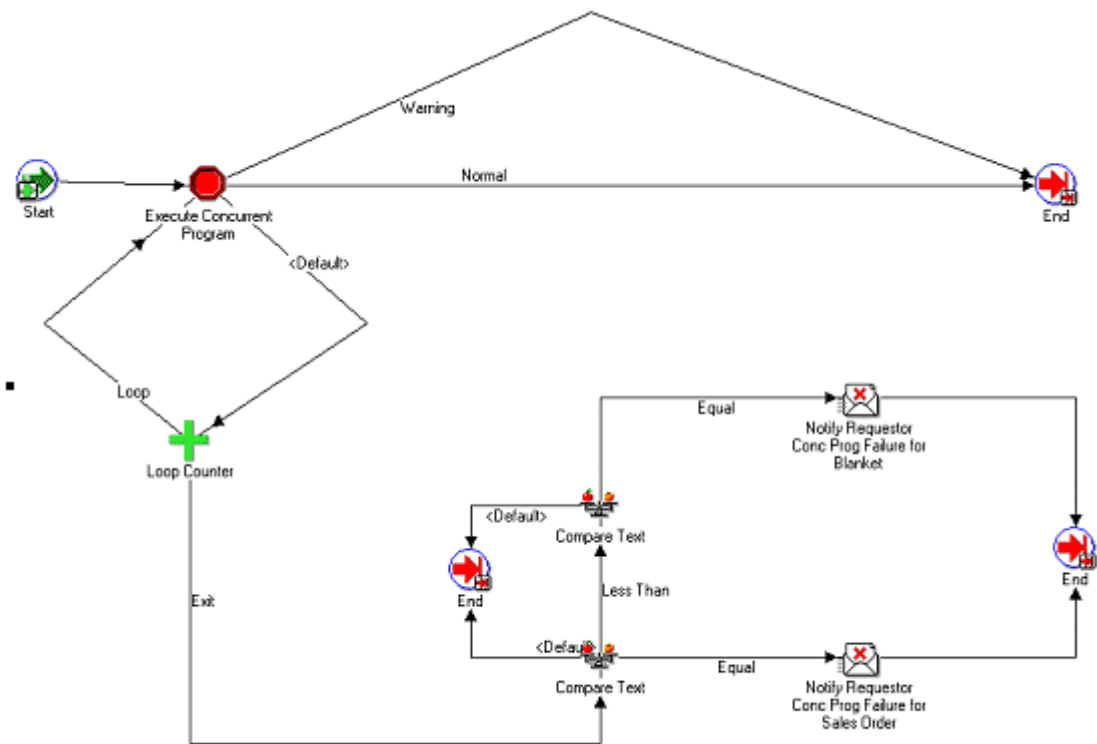 Warning
Normal
Start
End
Execute Concurrent
Program
<Default>
Loop
Loop Counter
Equal
Notify Requestor
Conc Prog Failure for
Blanket
<Default>
Compare Text
End
End
Less Than
Exit
<Default>
Equal
Compare Text
Notify Requestor
Conc Prog Failure for
Sales Order